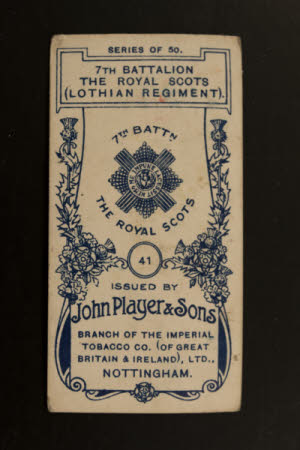 SERIES OF 50.
7TH BATTALION
THE ROYAL SCOTS
(LOTHIAN REGIMENT).
7TH BATTN
THE ROYAL SCOTS
41
ISSUED BY
John Player & Sons
BRANCH OF THE IMPERIAL
TOBACCO CO. (OF GREAT
BRITAIN & IRELAND), LTD.,
NOTTINGHAM.